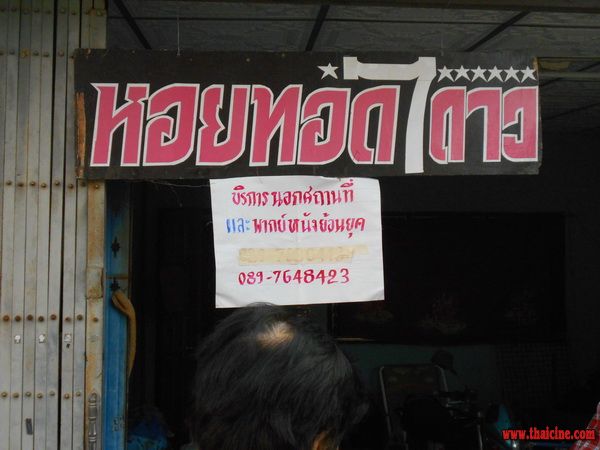 หอยทอด 7 ดาว
บริการนอกสถานที่
และพากย์หนังย้อนยุค
089-7648423
www.thaicine.com